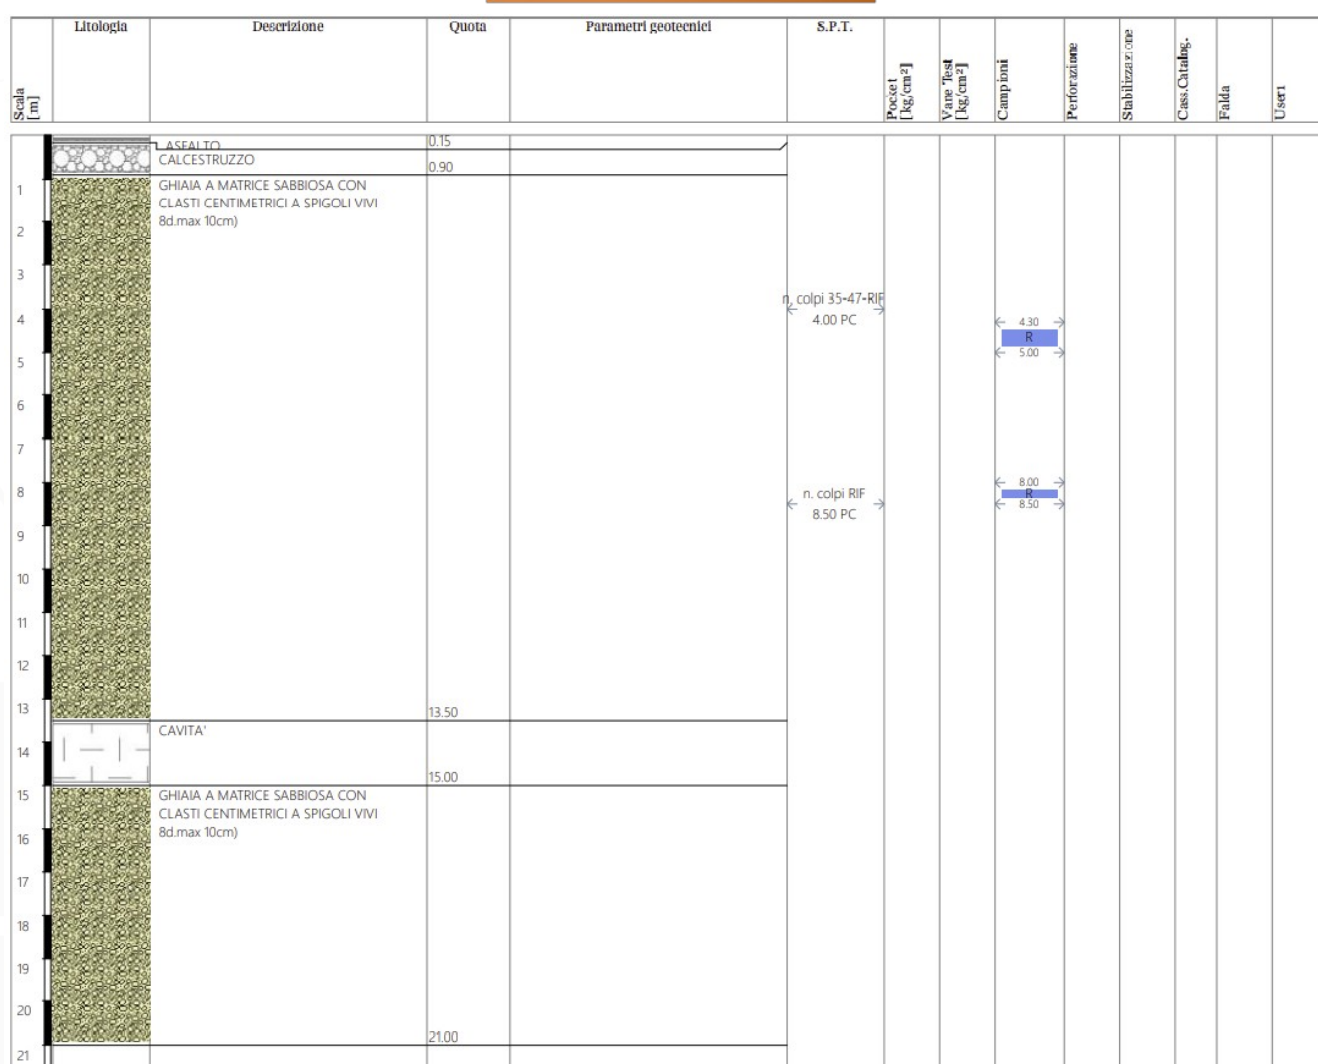 Scala [m]
Litologia
Descrizione
Quota
Parametri geotecnici
S.P.T.
Pocket [kg/cm²]
Vane Test [kg/cm²]
Campioni
Perforazione
Stabilizzazione
Cass.Catalog.
Falda
User1
ASFALTO
0.15
CALCESTRUZZO
0.90
GHIAIA A MATRICE SABBIOSA CON
CLASTI CENTIMETRICI A SPIGOLI VIVI
8d.max 10cm)
1
2
3
n. colpi 35-47-RIF
4
4.00 PC
4.30
R
5.00
5
6
7
8.00
8
n. colpi RIF
R
8.50
8.50 PC
9
10
11
12
13
13.50
CAVITA'
14
15.00
15
GHIAIA A MATRICE SABBIOSA CON
CLASTI CENTIMETRICI A SPIGOLI VIVI
8d.max 10cm)
16
17
18
19
20
21.00
21